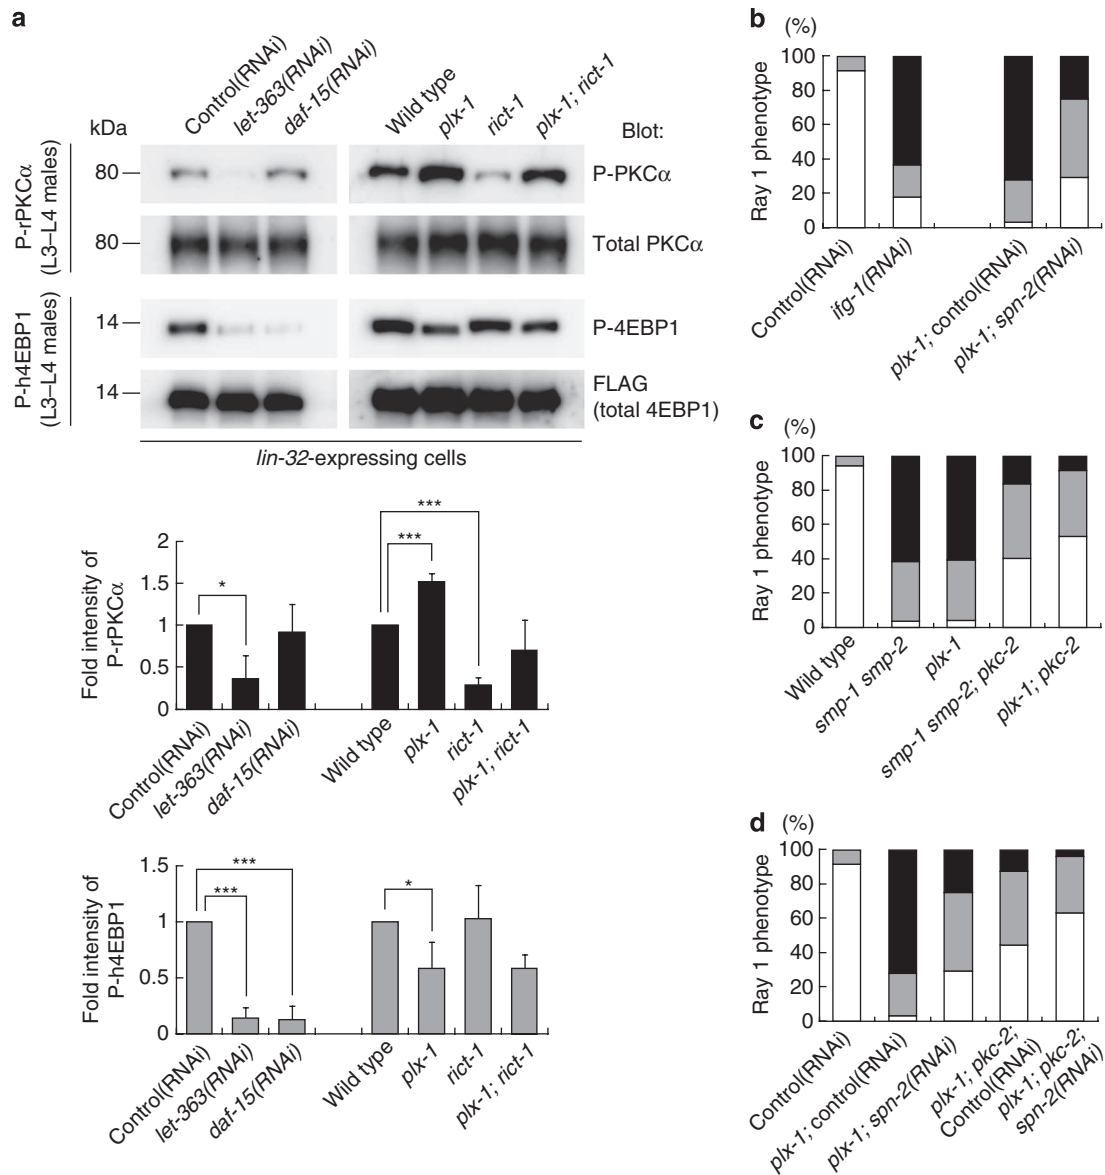 a
kDa
Control(RNAi)
let-363(RNAi)
daf-15(RNAi)
Wild type
plx-1
rict-1
plx-1; rict-1
Blot:
P-rPKCα
(L3–L4 males)
80
P-PKCα
80
Total PKCα
P-h4EBP1
(L3–L4 males)
14
P-4EBP1
14
FLAG
(total 4EBP1)
lin-32-expressing cells
Fold intensity of
P-rPKCα
2
1.5
1
0.5
0
*
***
***
Control(RNAi)
let-363(RNAi)
daf-15(RNAi)
Wild type
plx-1
rict-1
plx-1; rict-1
Fold intensity of
P-h4EBP1
1.5
1
0.5
0
***
***
*
Control(RNAi)
let-363(RNAi)
daf-15(RNAi)
Wild type
plx-1
rict-1
plx-1; rict-1
b
(%)
Ray 1 phenotype
100
80
60
40
20
0
Control(RNAi)
ifg-1(RNAi)
plx-1; control(RNAi)
plx-1; spn-2(RNAi)
c
(%)
Ray 1 phenotype
100
80
60
40
20
0
Wild type
smp-1 smp-2
plx-1
smp-1 smp-2; pkc-2
plx-1; pkc-2
d
(%)
Ray 1 phenotype
100
80
60
40
20
0
Control(RNAi)
plx-1; control(RNAi)
plx-1; spn-2(RNAi)
plx-1; pkc-2;
Control(RNAi)
plx-1; pkc-2;
spn-2(RNAi)